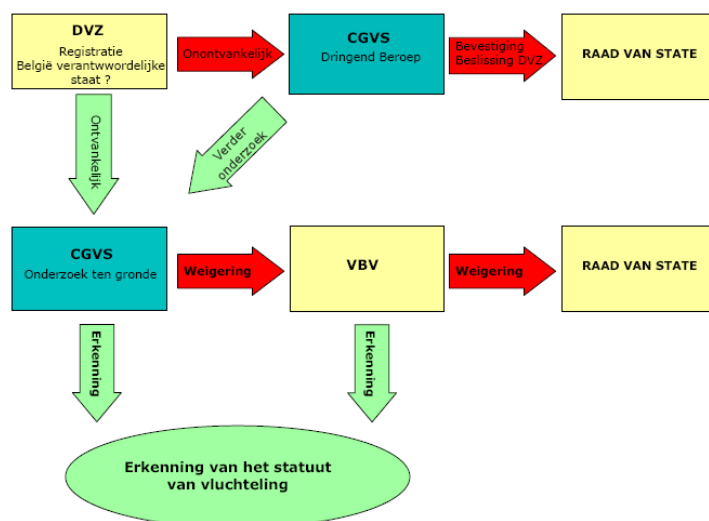 DVZ
Registratie
België verantwwordelijke
staat ?
Onontvankelijk
CGVS
Dringend Beroep
Bevestiging
Beslissing DVZ
RAAD VAN STATE
Ontvankelijk
Verder
onderzoek
CGVS
Onderzoek ten gronde
Weigering
VBV
Weigering
RAAD VAN STATE
Erkenning
Erkenning
Erkenning van het statuut
van vluchteling